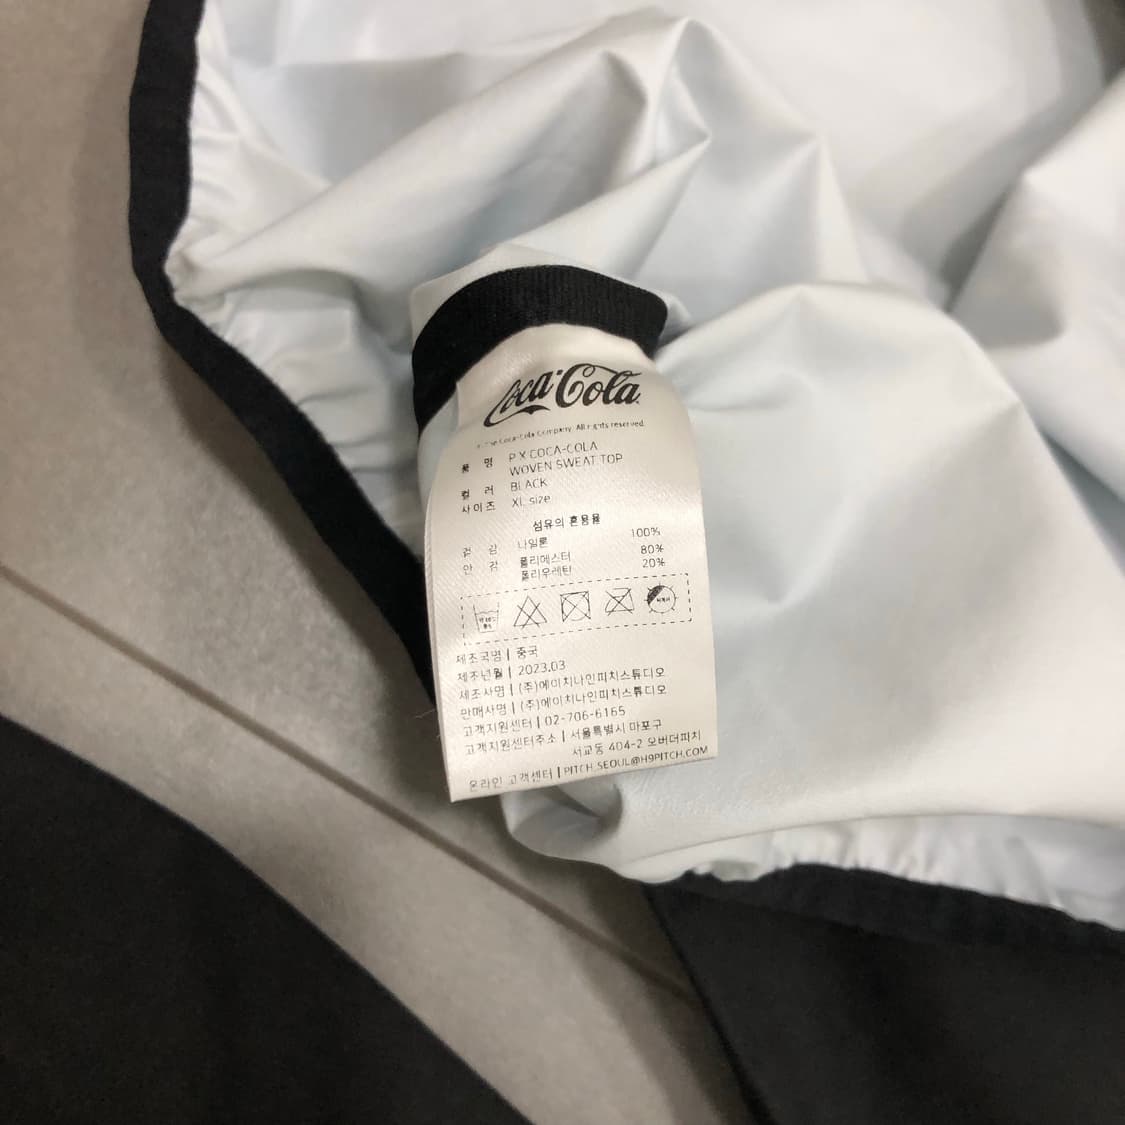 Coca-Cola
The Coca-Cola Company. All rights reserved.
품 명 P X COCA-COLA
WOVEN SWEAT TOP
컬 러 BLACK
사이즈 XL size
섬유의 혼용율
겉 감 나일론 100%
안 감 폴리에스터 80%
폴리우레탄 20%
제조국명 | 중국
제조년월 | 2023.03
제조사명 | (주)에이치나인피치스튜디오
판매사명 | (주)에이치나인피치스튜디오
고객지원센터 | 02-706-6165
고객지원센터주소 | 서울특별시 마포구
서교동 404-2 오버더피치
온라인 고객센터 | PITCH_SEOUL@H9PITCH.COM